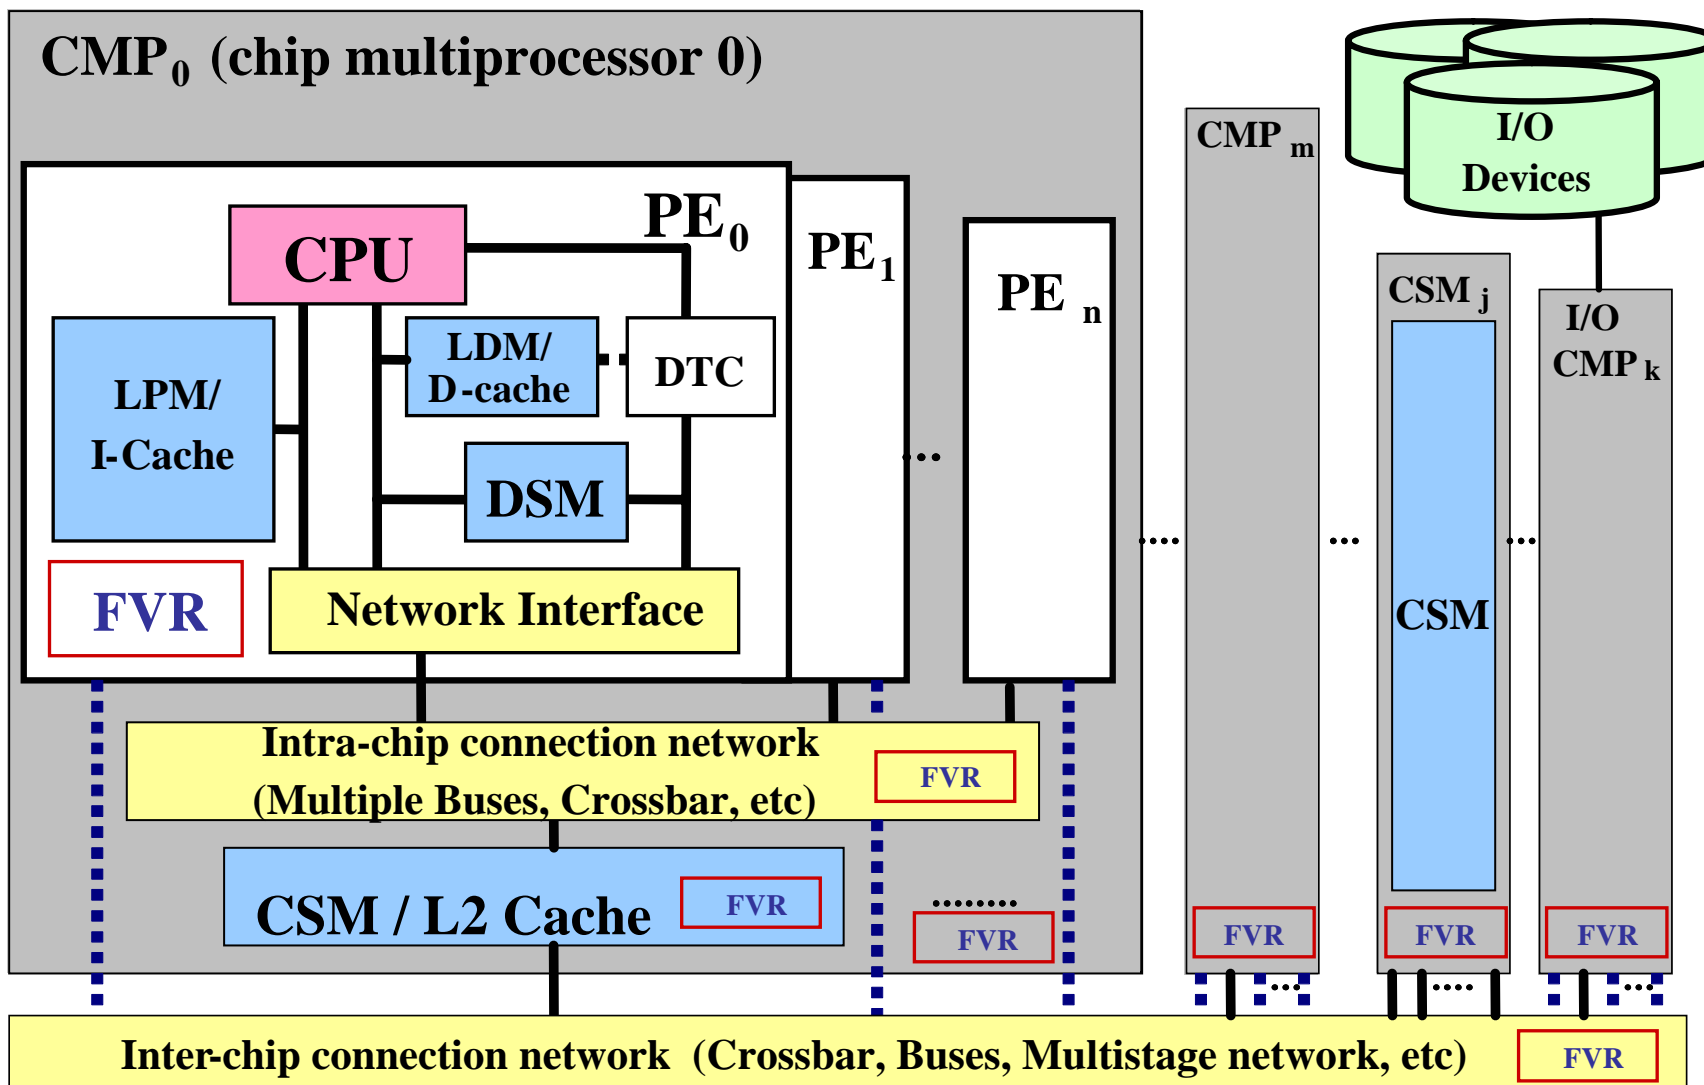 CMP0 (chip multiprocessor 0)
CMP m
I/O
Devices
PE0
CPU
PE1
PE n
CSM j
I/O
CMP k
LDM/
D-cache
DTC
LPM/
I-Cache
DSM
CSM
FVR
Network Interface
Intra-chip connection network
(Multiple Buses, Crossbar, etc)
FVR
CSM / L2 Cache
FVR
FVR
FVR
FVR
FVR
Inter-chip connection network (Crossbar, Buses, Multistage network, etc)
FVR